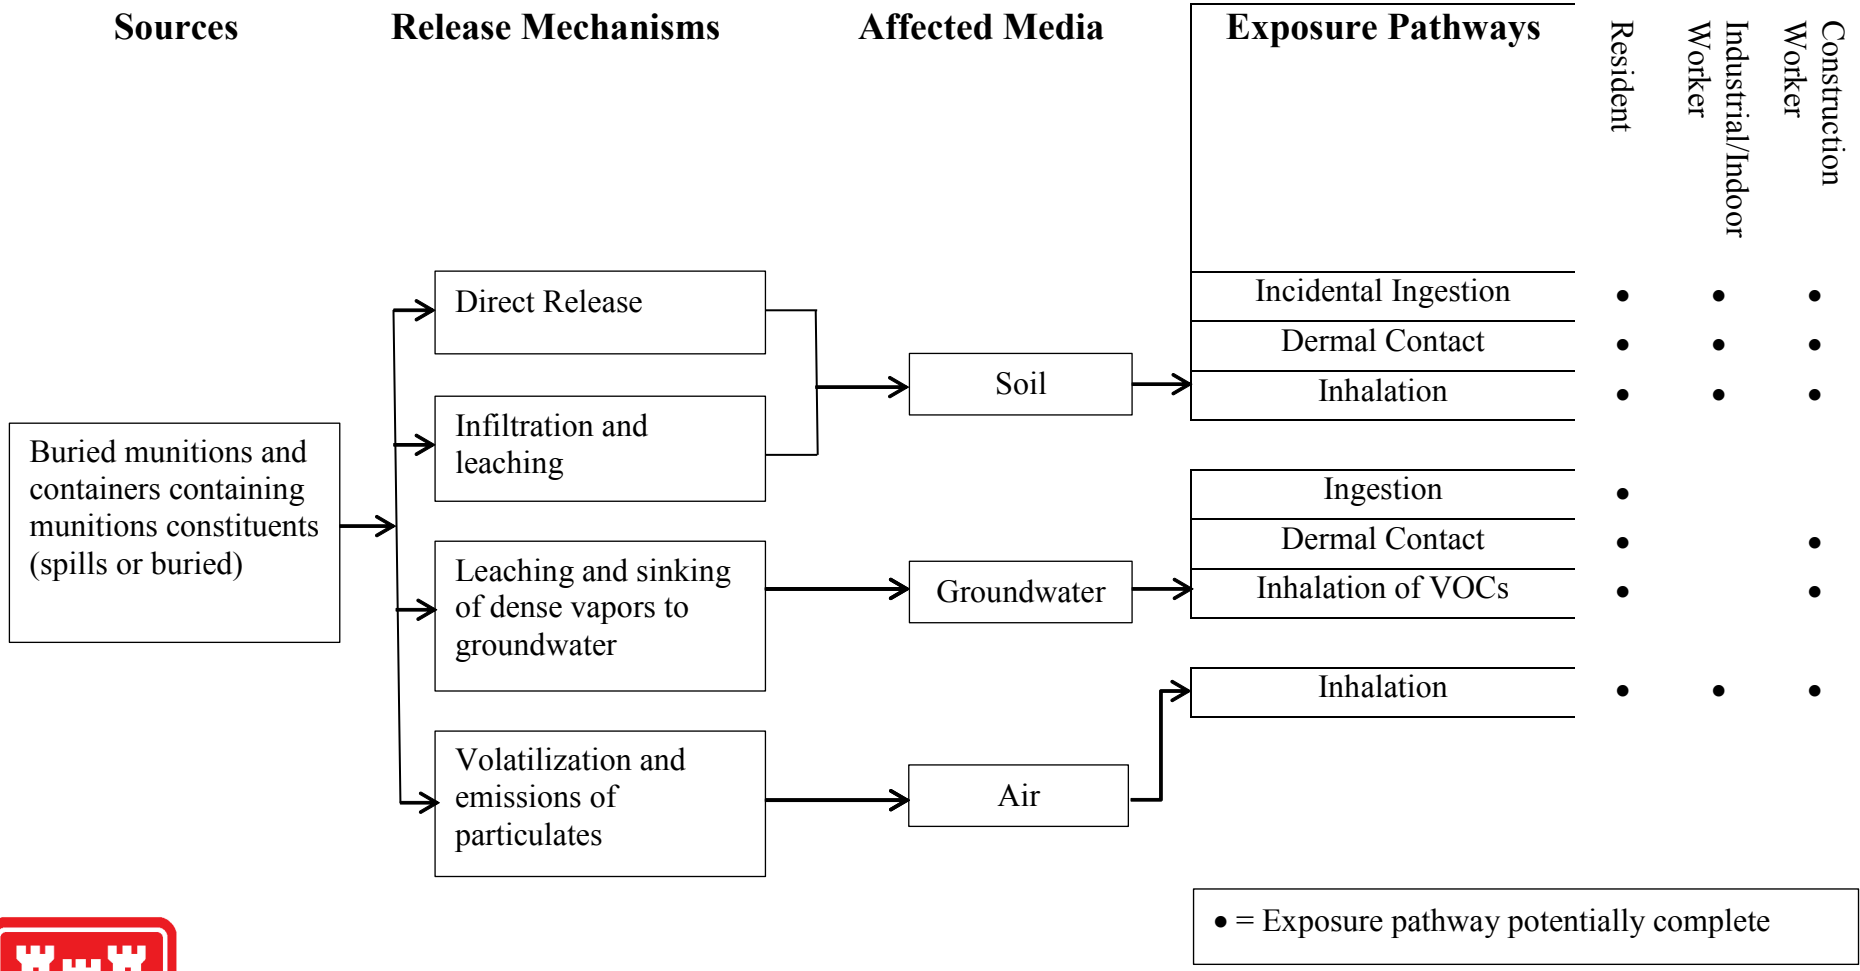 Sources
Release Mechanisms
Affected Media
Exposure Pathways
Resident
Industrial/Indoor
Worker
Construction
Worker
Buried munitions and
containers containing
munitions constituents
(spills or buried)
Direct Release
Infiltration and
leaching
Leaching and sinking
of dense vapors to
groundwater
Volatilization and
emissions of
particulates
Soil
Groundwater
Air
Incidental Ingestion
• • •
Dermal Contact
• • •
Inhalation
• • •
Ingestion
•
Dermal Contact
• •
Inhalation of VOCs
• •
Inhalation
• • •
• = Exposure pathway potentially complete